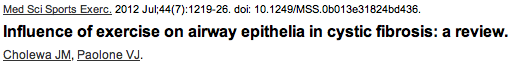 Med Sci Sports Exerc. 2012 Jul;44(7):1219-26. doi: 10.1249/MSS.0b013e31824bd436.
Influence of exercise on airway epithelia in cystic fibrosis: a review.
Cholewa JM, Paolone VJ.